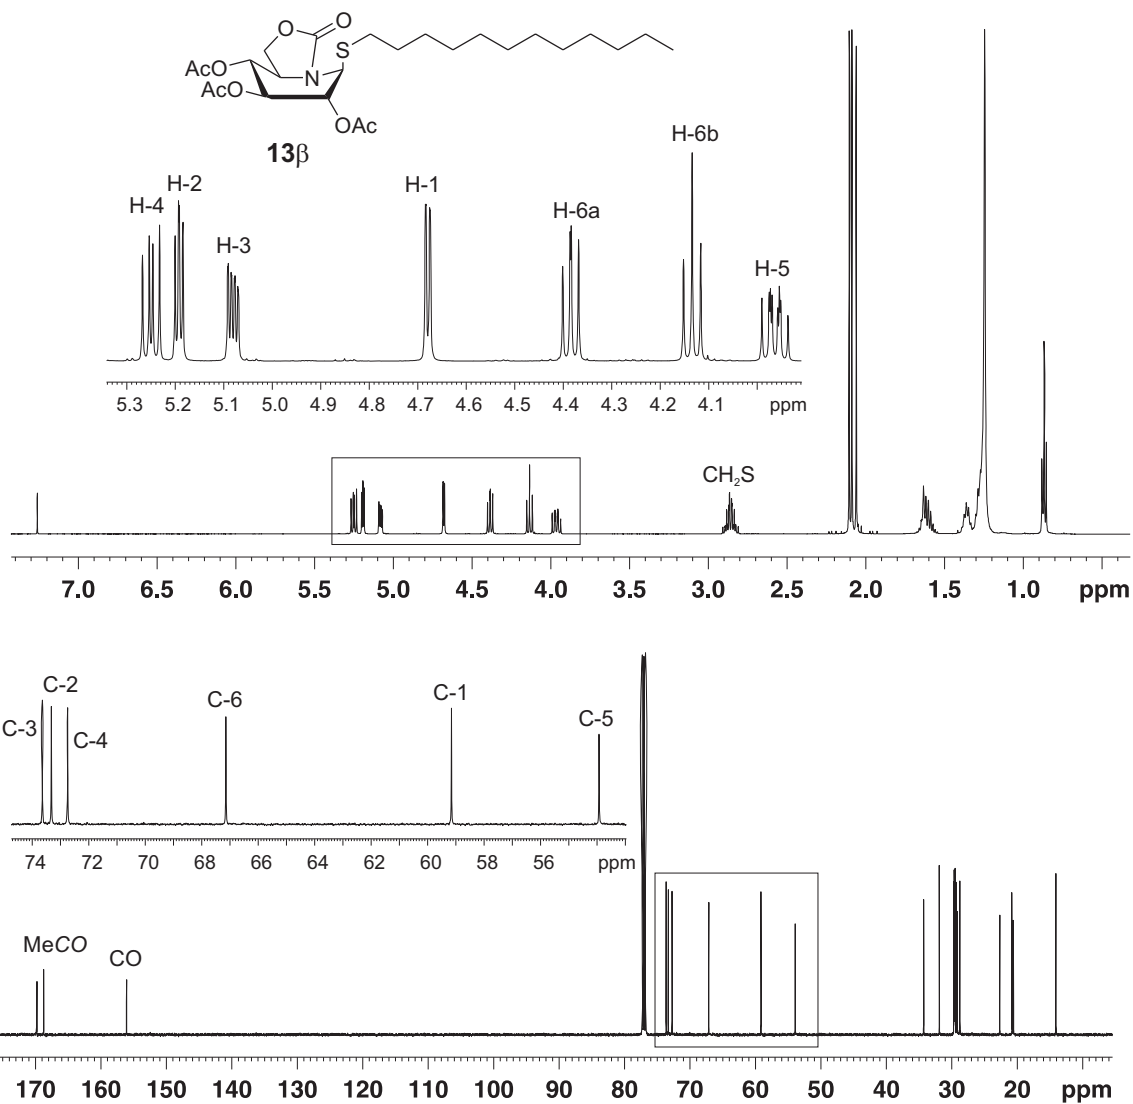 O
O
S
N
AcO
AcO
OAc
13β
H-6b
H-2
H-1
H-4
H-6a
H-3
H-5
5.3 5.2 5.1 5.0 4.9 4.8 4.7 4.6 4.5 4.4 4.3 4.2 4.1 ppm
CH₂S
7.0 6.5 6.0 5.5 5.0 4.5 4.0 3.5 3.0 2.5 2.0 1.5 1.0 ppm
C-2
C-6
C-1
C-3
C-4
C-5
74 72 70 68 66 64 62 60 58 56 ppm
MeCO
CO
170 160 150 140 130 120 110 100 90 80 70 60 50 40 30 20 ppm